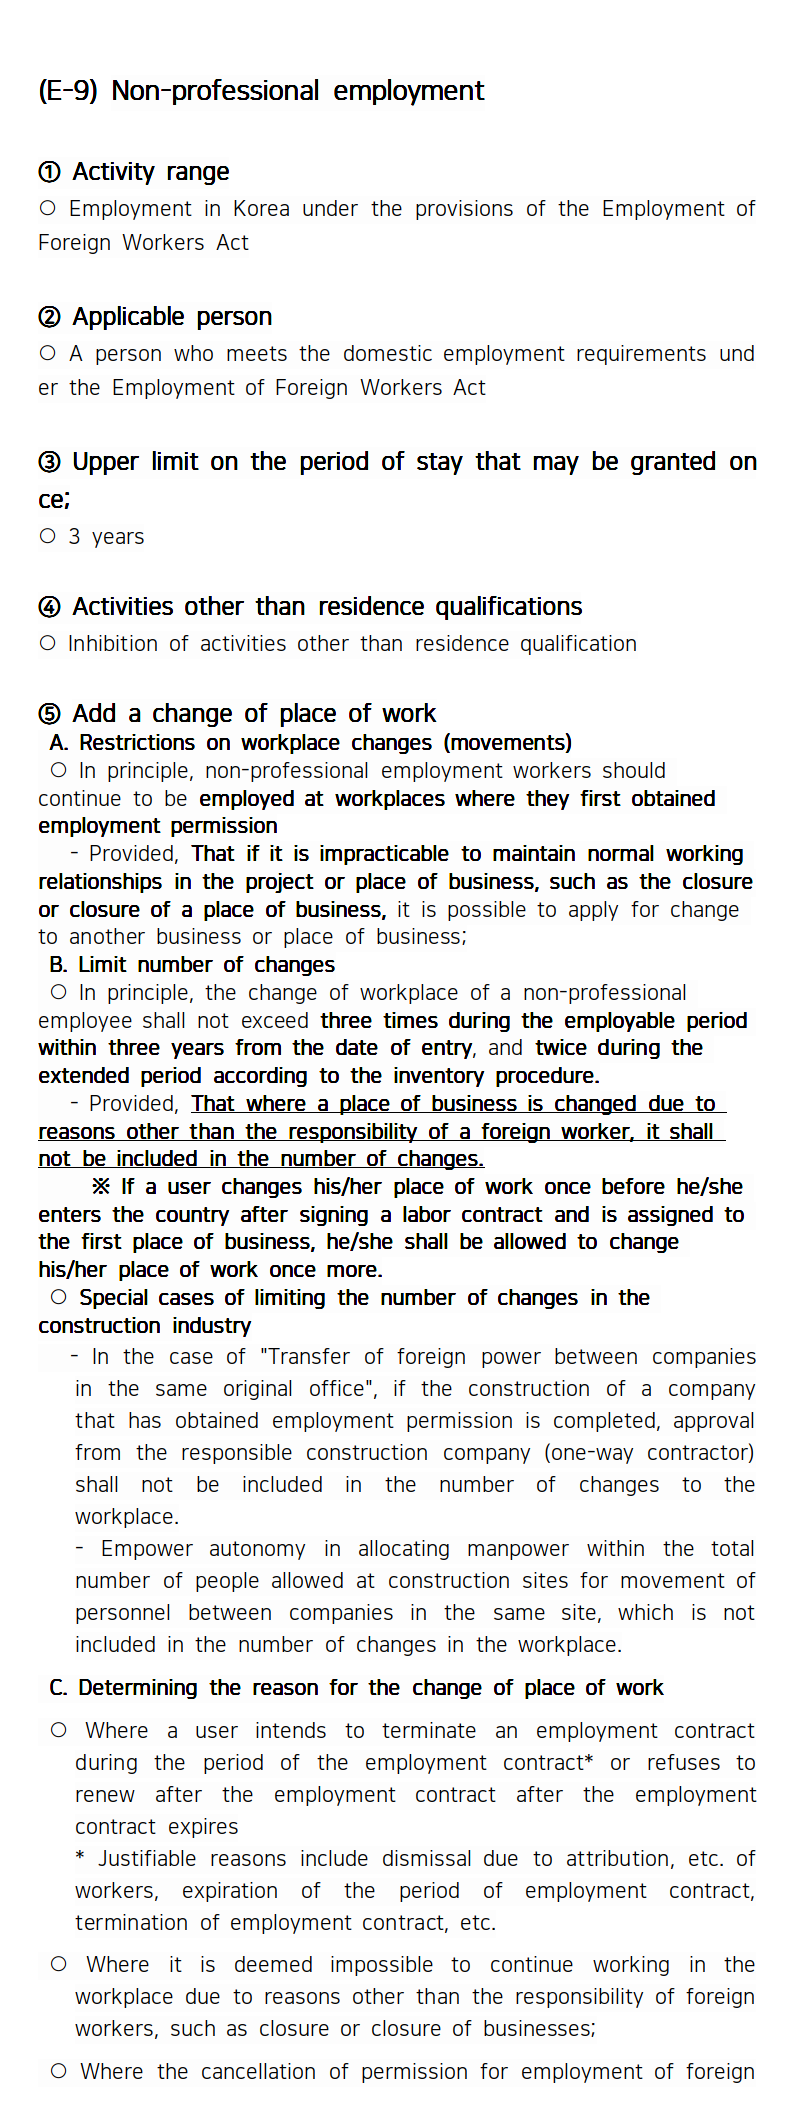 (E-9) Non-professional employment
① Activity range
○ Employment in Korea under the provisions of the Employment of
Foreign Workers Act
② Applicable person
○ A person who meets the domestic employment requirements und
er the Employment of Foreign Workers Act
③ Upper limit on the period of stay that may be granted on
ce;
○ 3 years
④ Activities other than residence qualifications
○ Inhibition of activities other than residence qualification
⑤ Add a change of place of work
A. Restrictions on workplace changes (movements)
○ In principle, non-professional employment workers should
continue to be employed at workplaces where they first obtained
employment permission
- Provided, That if it is impracticable to maintain normal working
relationships in the project or place of business, such as the closure
or closure of a place of business, it is possible to apply for change
to another business or place of business;
B. Limit number of changes
○ In principle, the change of workplace of a non-professional
employee shall not exceed three times during the employable period
within three years from the date of entry, and twice during the
extended period according to the inventory procedure.
- Provided, That where a place of business is changed due to
reasons other than the responsibility of a foreign worker, it shall
not be included in the number of changes.
※ If a user changes his/her place of work once before he/she
enters the country after signing a labor contract and is assigned to
the first place of business, he/she shall be allowed to change
his/her place of work once more.
○ Special cases of limiting the number of changes in the
construction industry
- In the case of "Transfer of foreign power between companies
in the same original office", if the construction of a company
that has obtained employment permission is completed, approval
from the responsible construction company (one-way contractor)
shall not be included in the number of changes to the
workplace.
- Empower autonomy in allocating manpower within the total
number of people allowed at construction sites for movement of
personnel between companies in the same site, which is not
included in the number of changes in the workplace.
C. Determining the reason for the change of place of work
○ Where a user intends to terminate an employment contract
during the period of the employment contract* or refuses to
renew after the employment contract after the employment
contract expires
* Justifiable reasons include dismissal due to attribution, etc. of
workers, expiration of the period of employment contract,
termination of employment contract, etc.
○ Where it is deemed impossible to continue working in the
workplace due to reasons other than the responsibility of foreign
workers, such as closure or closure of businesses;
○ Where the cancellation of permission for employment of foreign